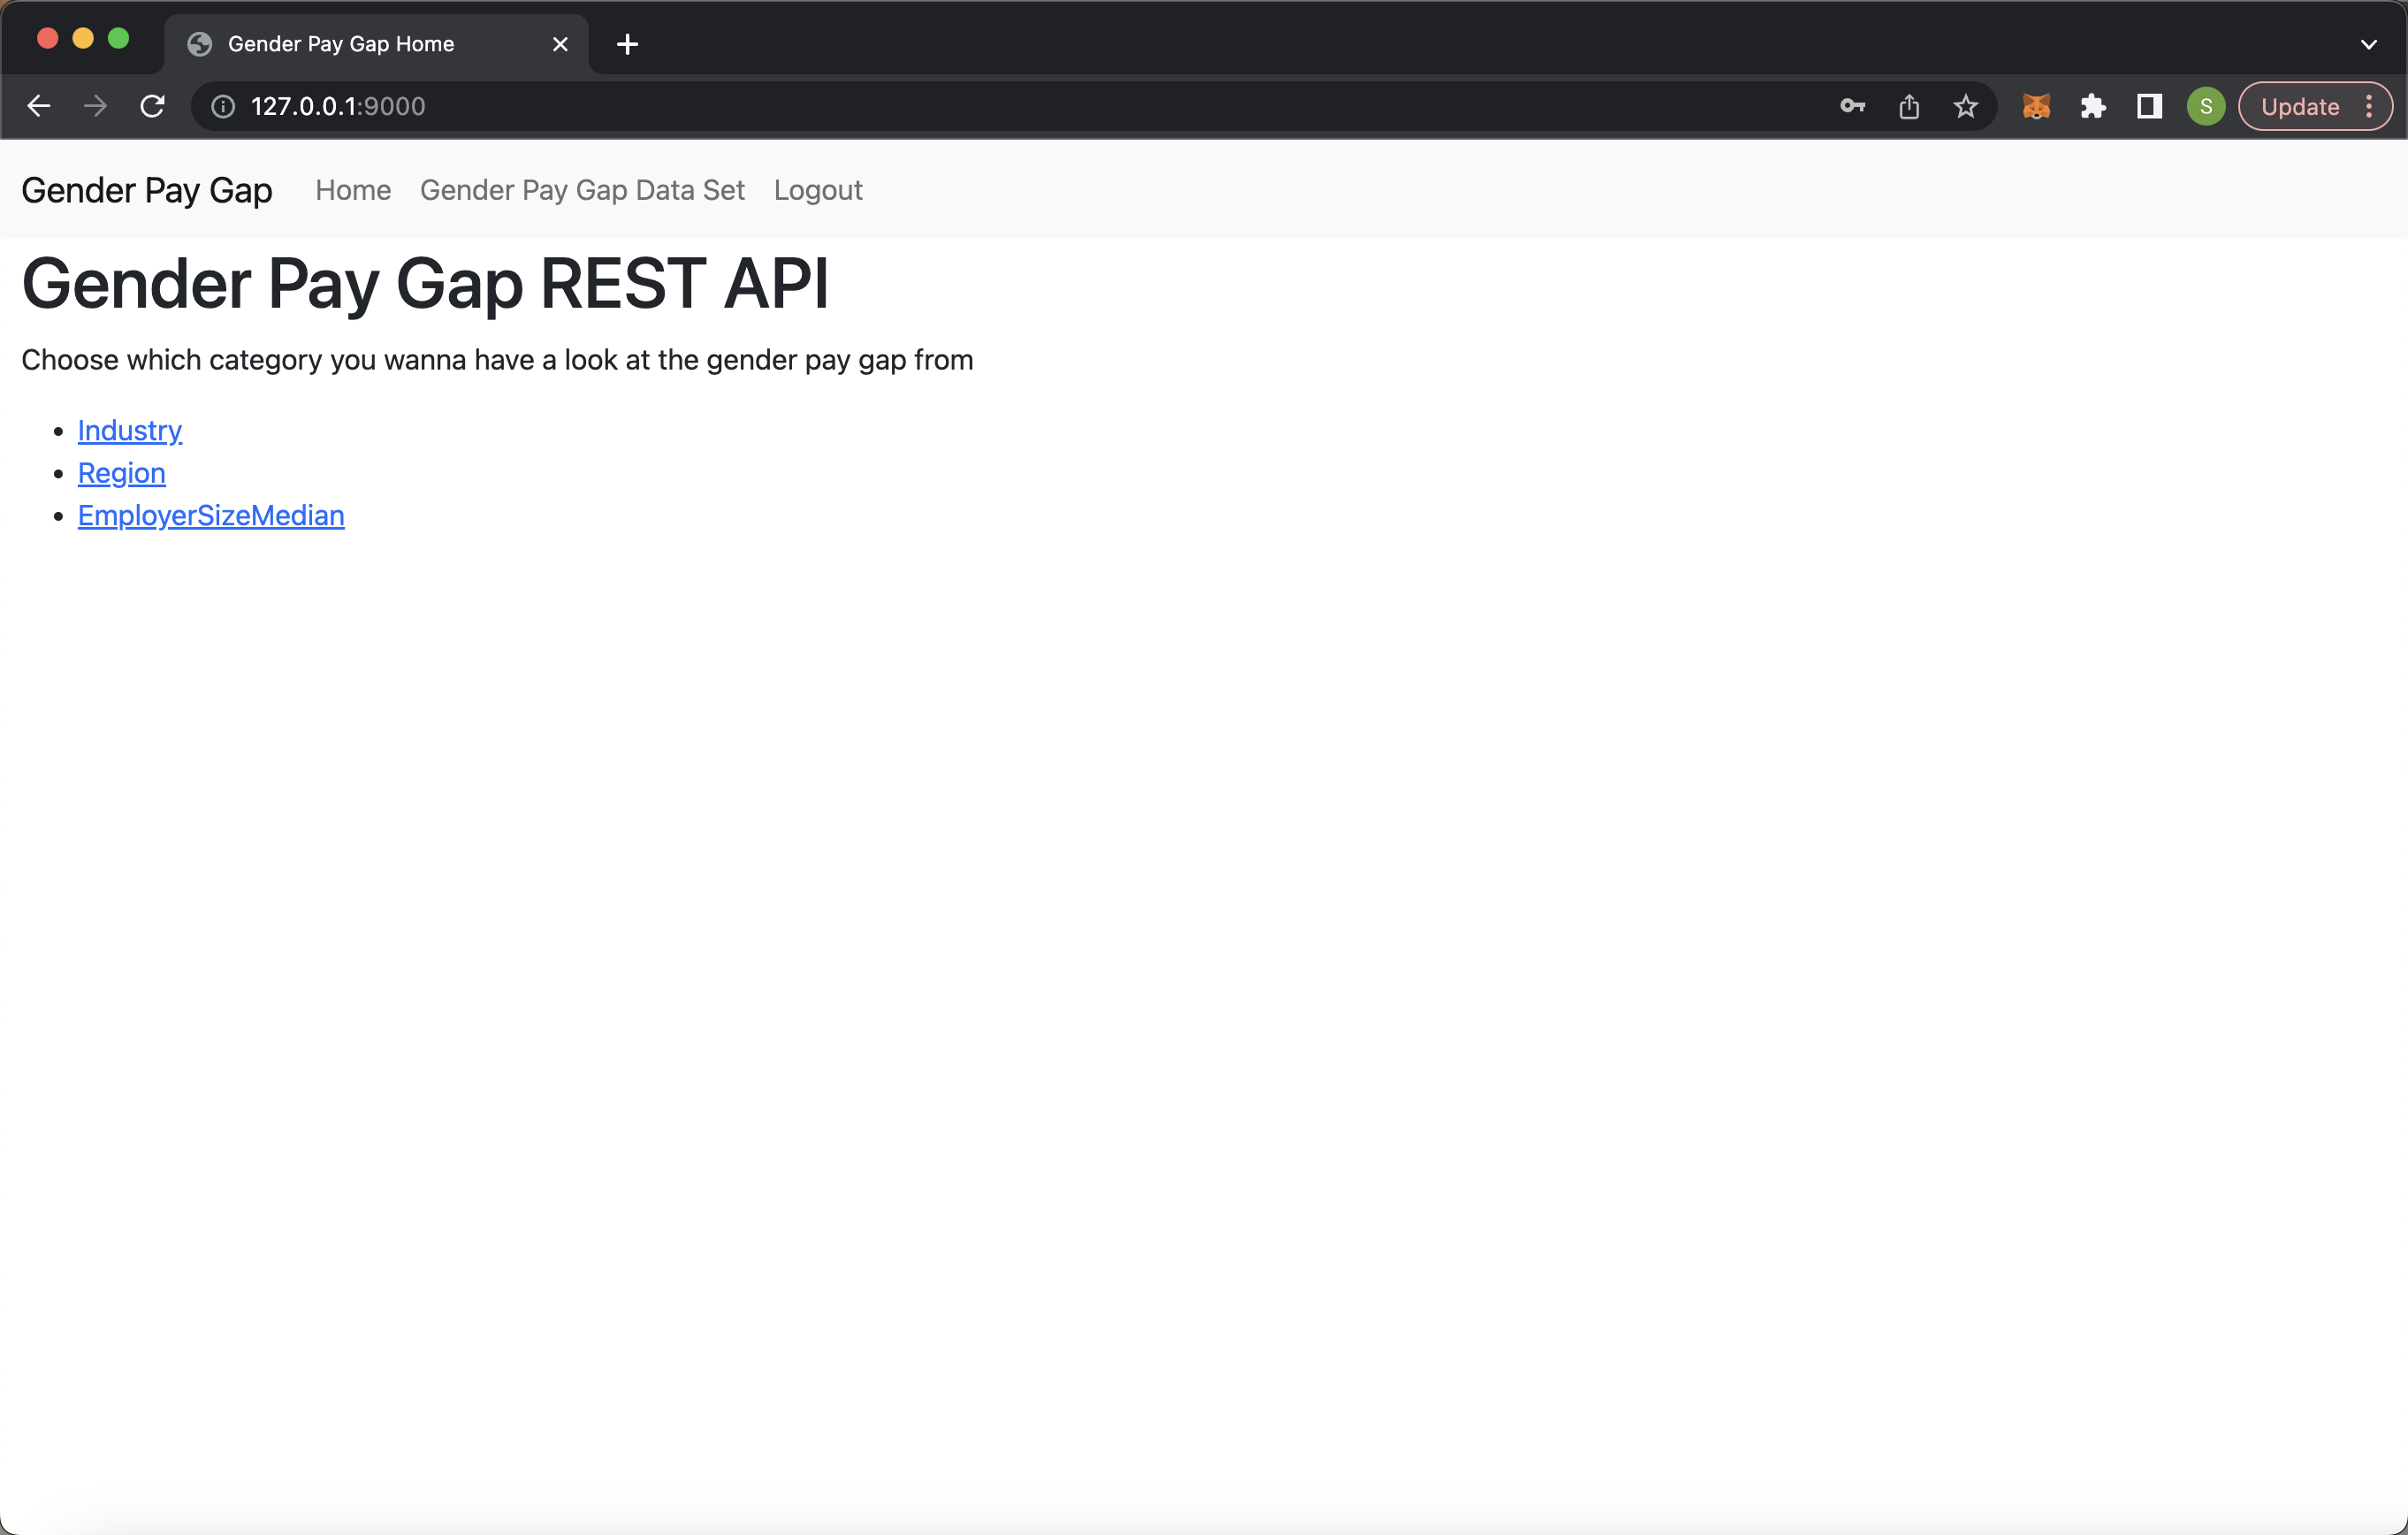 Gender Pay Gap Home
127.0.0.1:9000
S
Update
Gender Pay Gap Home Gender Pay Gap Data Set Logout
Gender Pay Gap REST API
Choose which category you wanna have a look at the gender pay gap from
Industry
Region
EmployerSizeMedian